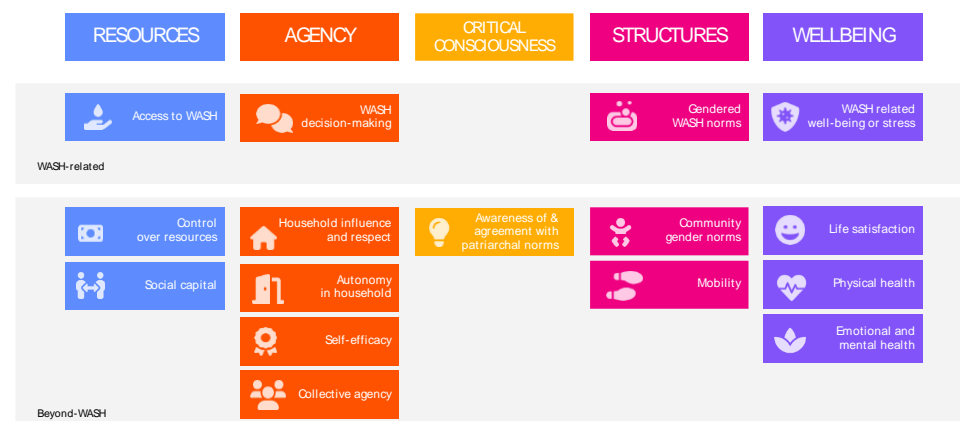 RESOURCES
AGENCY
CRITICAL
CONSCIOUSNESS
STRUCTURES
WELLBEING
Access to WASH
WASH
decision-making
Gendered
WASH norms
WASH related
well-being or stress
WASH-related
Control
over resources
Household influence
and respect
Awareness of &
agreement with
patriarchal norms
Community
gender norms
Life satisfaction
Social capital
Autonomy
in household
Mobility
Physical health
Self-efficacy
Emotional and
mental health
Collective agency
Beyond-WASH